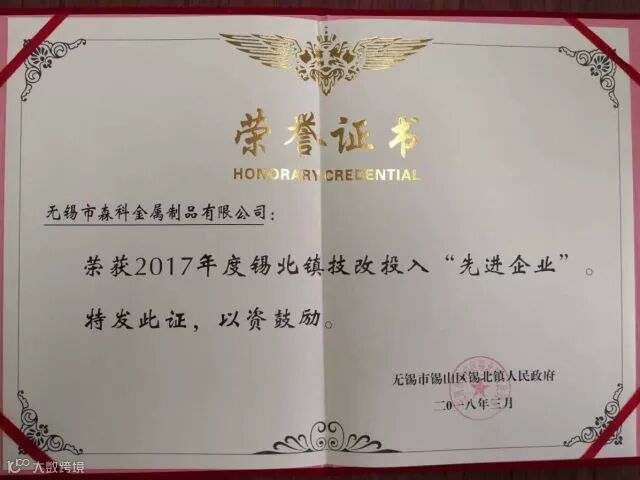 荣誉证书
HONORARY CREDENTIAL
无锡市森科金属制品有限公司：
荣获2017年度锡北镇技改投入“先进企业”。
特发此证，以资鼓励。
无锡市锡山区锡北镇人民政府
二〇一八年三月
大数跨境